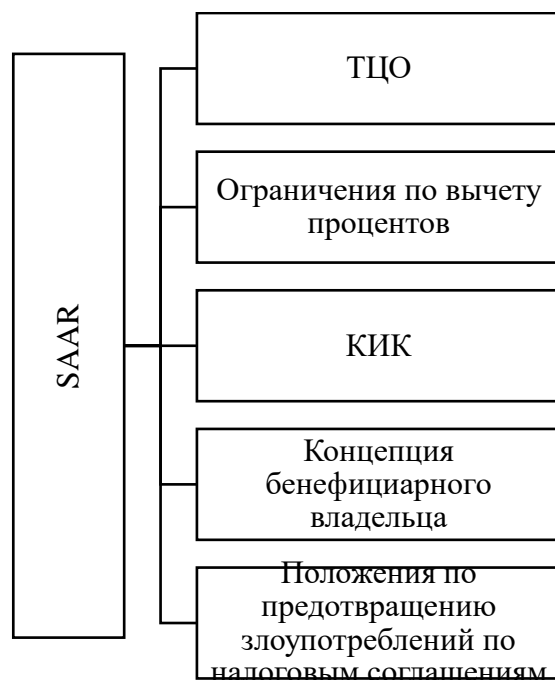 SAAR
ТЦО
Ограничения по вычету
процентов
КИК
Концепция
бенефициарного
владельца
Положения по
предотвращению
злоупотреблений по
налоговым соглашениям